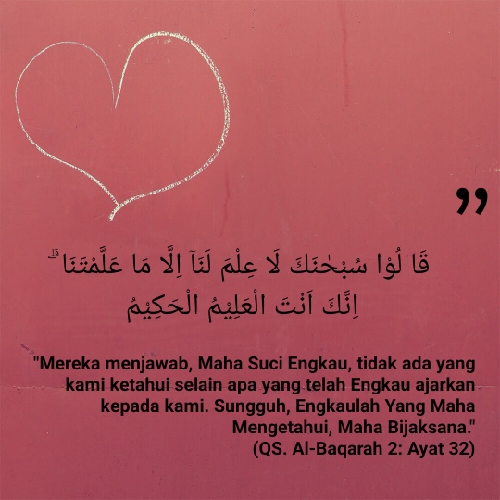 ”
قَا لُوْا سُبْحٰنَكَ لَا عِلْمَ لَنَاۤ اِلَّا مَا عَلَّمْتَنَا ۗ
اِنَّكَ اَنْتَ الْعَلِيْمُ الْحَكِيْمُ
"Mereka menjawab, Maha Suci Engkau, tidak ada yang
kami ketahui selain apa yang telah Engkau ajarkan
kepada kami. Sungguh, Engkaulah Yang Maha
Mengetahui, Maha Bijaksana."
(QS. Al-Baqarah 2: Ayat 32)